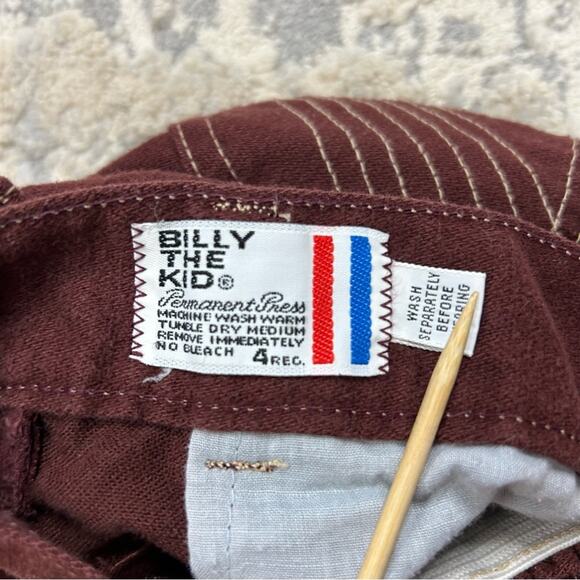 BILLY
THE
KID®
Permanent Press
MACHINE WASH WARM
TUMBLE DRY MEDIUM
REMOVE IMMEDIATELY
NO BLEACH 4 REG.
WASH
SEPARATELY
BEFORE